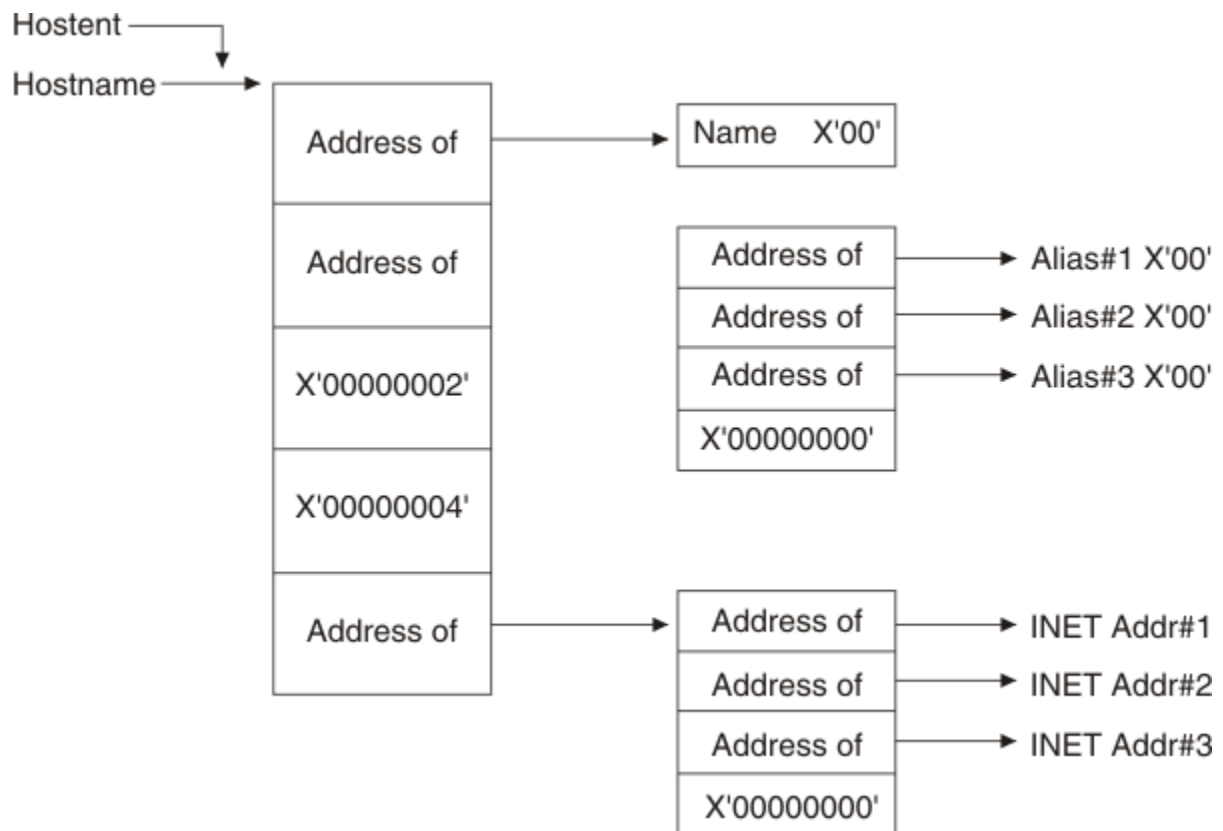 Hostent
Hostname
Address of
Address of
X'00000002'
X'00000004'
Address of
Name X'00'
Address of
Alias#1 X'00'
Address of
Alias#2 X'00'
Address of
Alias#3 X'00'
X'00000000'
Address of
INET Addr#1
Address of
INET Addr#2
Address of
INET Addr#3
X'00000000'